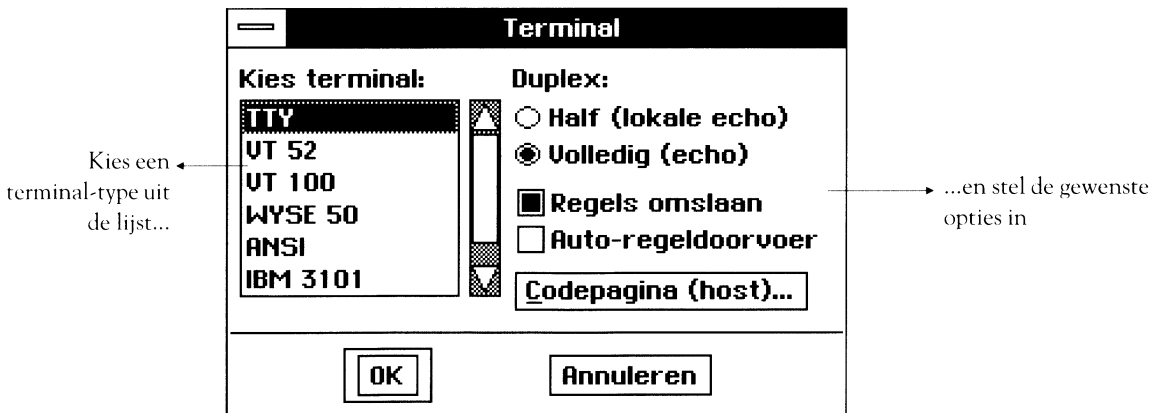 Terminal
Kies terminal:
TTY
VT 52
VT 100
WYSE 50
ANSI
IBM 3101
Duplex:
Half (lokale echo)
Volledig (echo)
Regels omslaan
Auto-regeldoorvoer
Codepagina (host)...
OK
Annuleren
Kies een
terminal-type uit
de lijst...
...en stel de gewenste
opties in